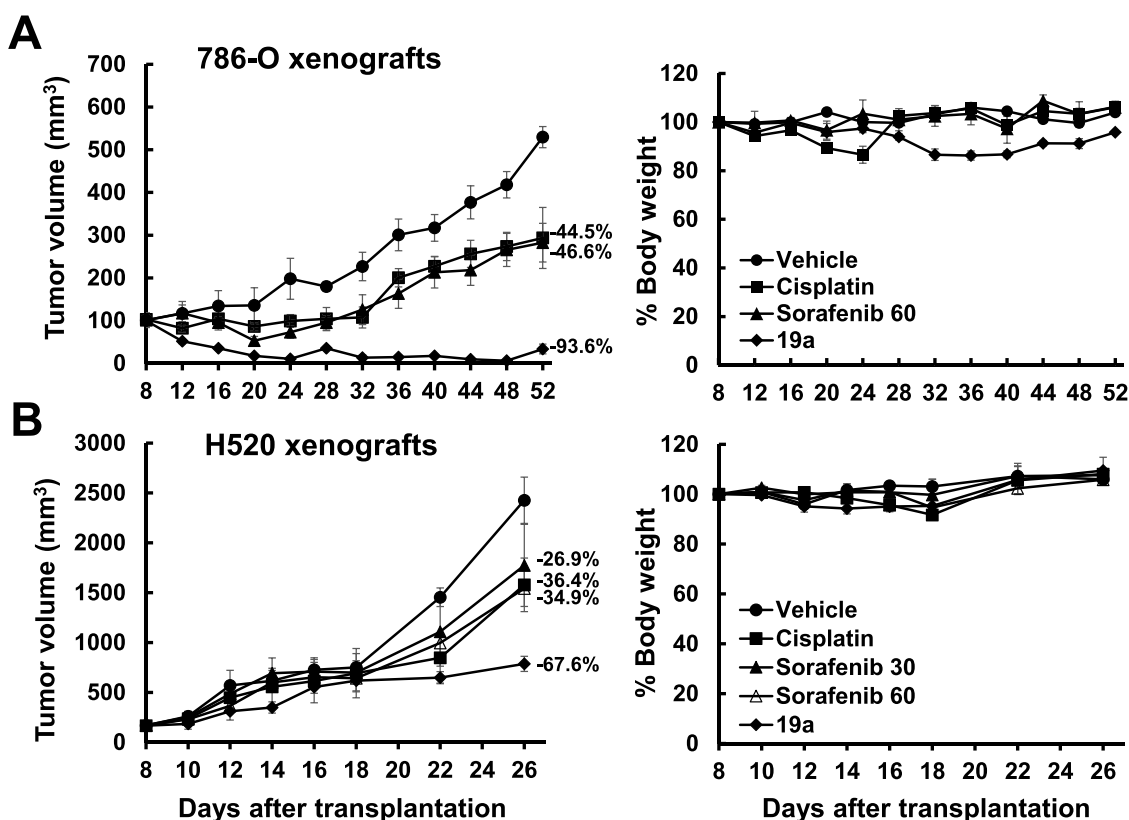 A
786-O xenografts
Tumor volume (mm³)
700
600
500
400
300
200
100
0
8 12 16 20 24 28 32 36 40 44 48 52
-44.5%
-46.6%
-93.6%
% Body weight
120
100
80
60
40
20
0
Vehicle
Cisplatin
Sorafenib 60
19a
8 12 16 20 24 28 32 36 40 44 48 52
B
H520 xenografts
Tumor volume (mm³)
3000
2500
2000
1500
1000
500
0
8 10 12 14 16 18 20 22 24 26
-26.9%
-36.4%
-34.9%
-67.6%
Days after transplantation
% Body weight
120
100
80
60
40
20
0
Vehicle
Cisplatin
Sorafenib 30
Sorafenib 60
19a
8 10 12 14 16 18 20 22 24 26
Days after transplantation